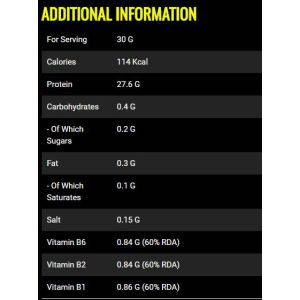 ADDITIONAL INFORMATION
For Serving 30 G
Calories 114 Kcal
Protein 27.6 G
Carbohydrates 0.4 G
- Of Which 0.2 G
Sugars
Fat 0.3 G
- Of Which 0.1 G
Saturates
Salt 0.15 G
Vitamin B6 0.84 G (60% RDA)
Vitamin B2 0.84 G (60% RDA)
Vitamin B1 0.86 G (60% RDA)